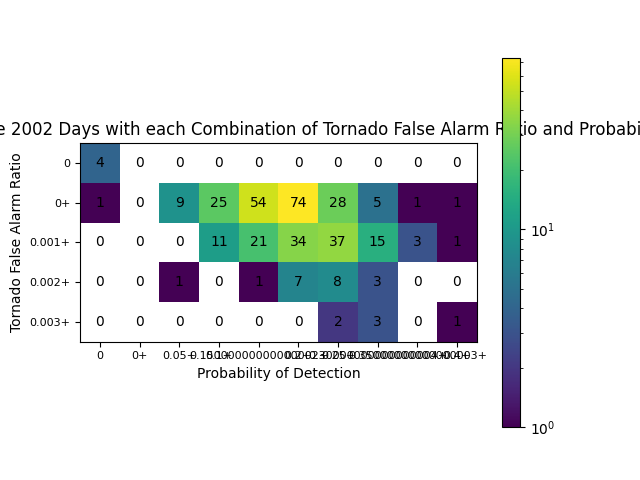 e 2002 Days with each Combination of Tornado False Alarm Ratio and Probabi
Tornado False Alarm Ratio
0 4 0 0 0 0 0 0 0 0 0
0+ 1 0 9 25 54 74 28 5 1 1
0.001+ 0 0 0 11 21 34 37 15 3 1
0.002+ 0 0 1 0 1 7 8 3 0 0
0.003+ 0 0 0 0 0 0 2 3 0 1
0 0+ 0.05+
Probability of Detection
10¹
10⁰